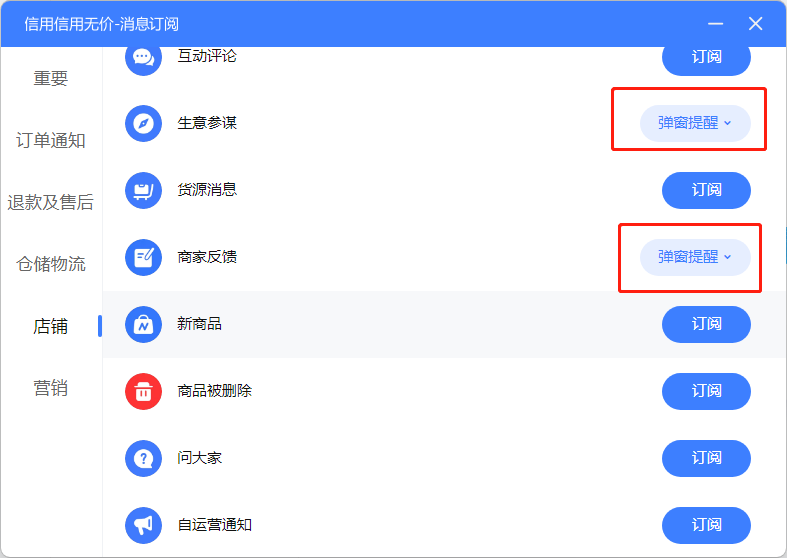 信用信用无价-消息订阅
重要
订单通知
退款及售后
仓储物流
店铺
营销
互动评论 订阅
生意参谋 弹窗提醒
货源消息 订阅
商家反馈 弹窗提醒
新商品 订阅
商品被删除 订阅
问大家 订阅
自运营通知 订阅